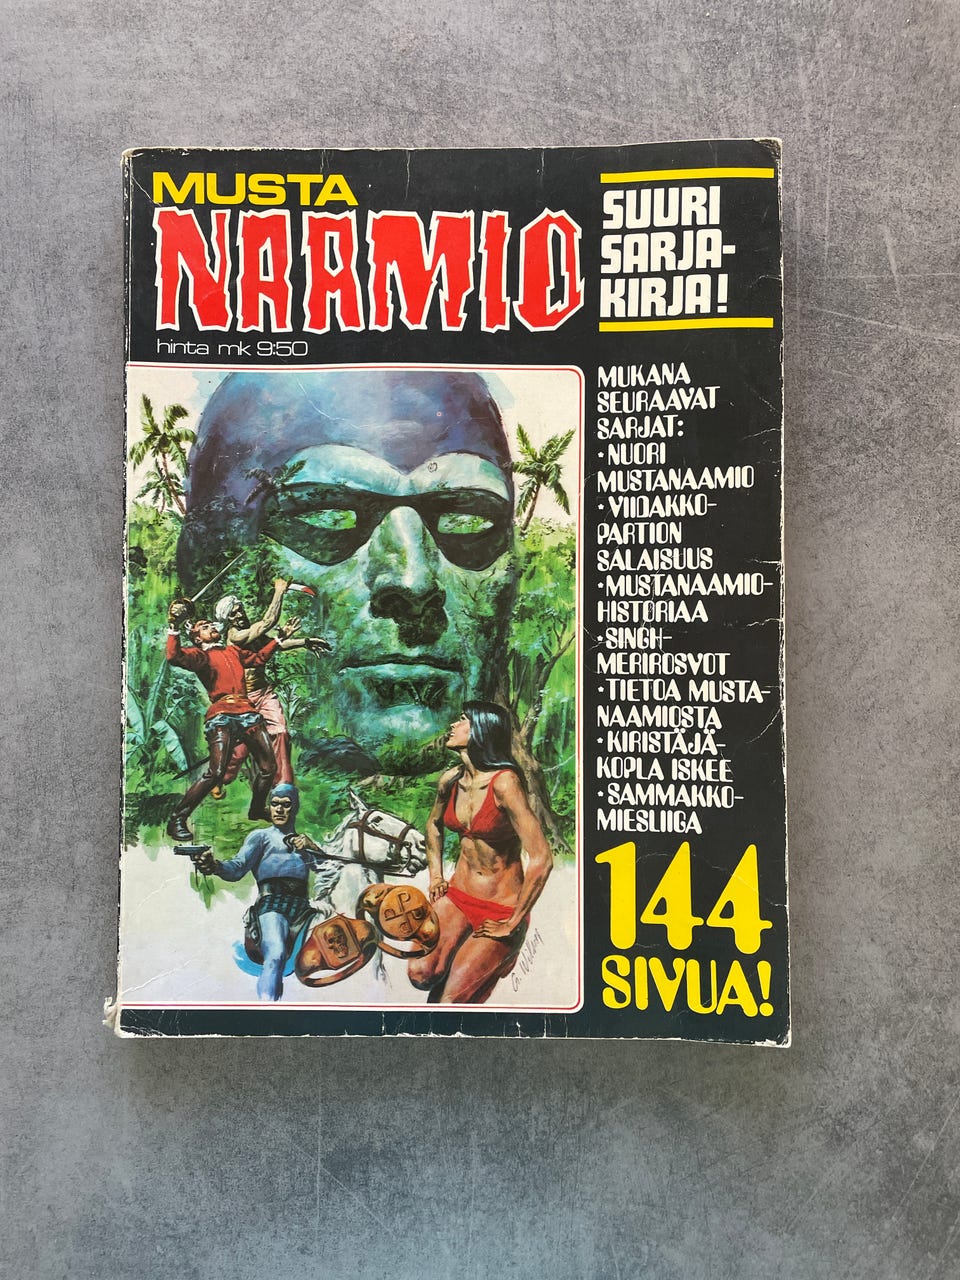 MUSTA
NAAMIO
hinta mk 9:50
SUURI
SARJA-
KIRJA!
MUKANA
SEURAAVAT
SARJAT:
• NUORI
MUSTANAAMIO
• VIIDAKKO-
PARTION
SALAISUUS
• MUSTANAAMIO-
HISTORIAA
• SINGH-
MERIROSVOT
• TIETOA MUSTA-
NAAMIOSTA
• KIRISTÄJÄ-
KOPLA ISKEE
• SAMMAKKO-
MIESLIIGA
144
SIVUA!